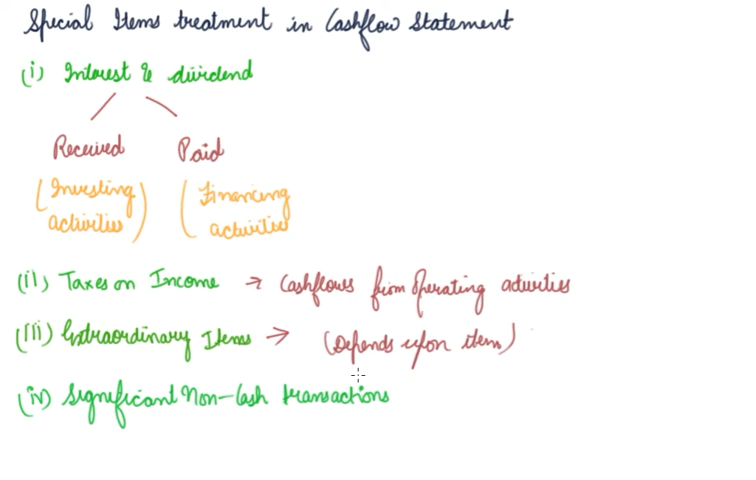 Special Items treatment in Cashflow Statement
(i) Interest & dividend
Received Paid
(Investing activities) (Financing activities
(ii) Taxes on Income → Cashflows from Operating activities
(iii) Extraordinary Items → (Depends upon item)
(iv) Significant Non-Cash transactions